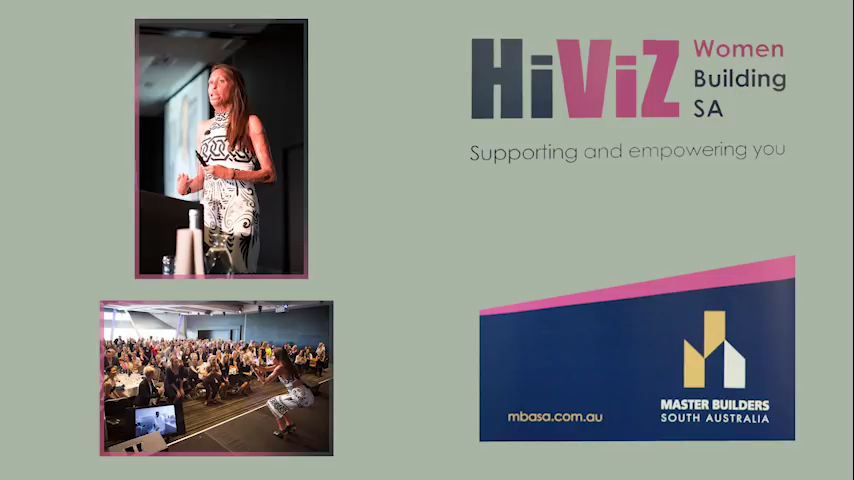 HiViZ
Women
Building
SA
Supporting and empowering you
mbasa.com.au
MASTER BUILDERS
SOUTH AUSTRALIA